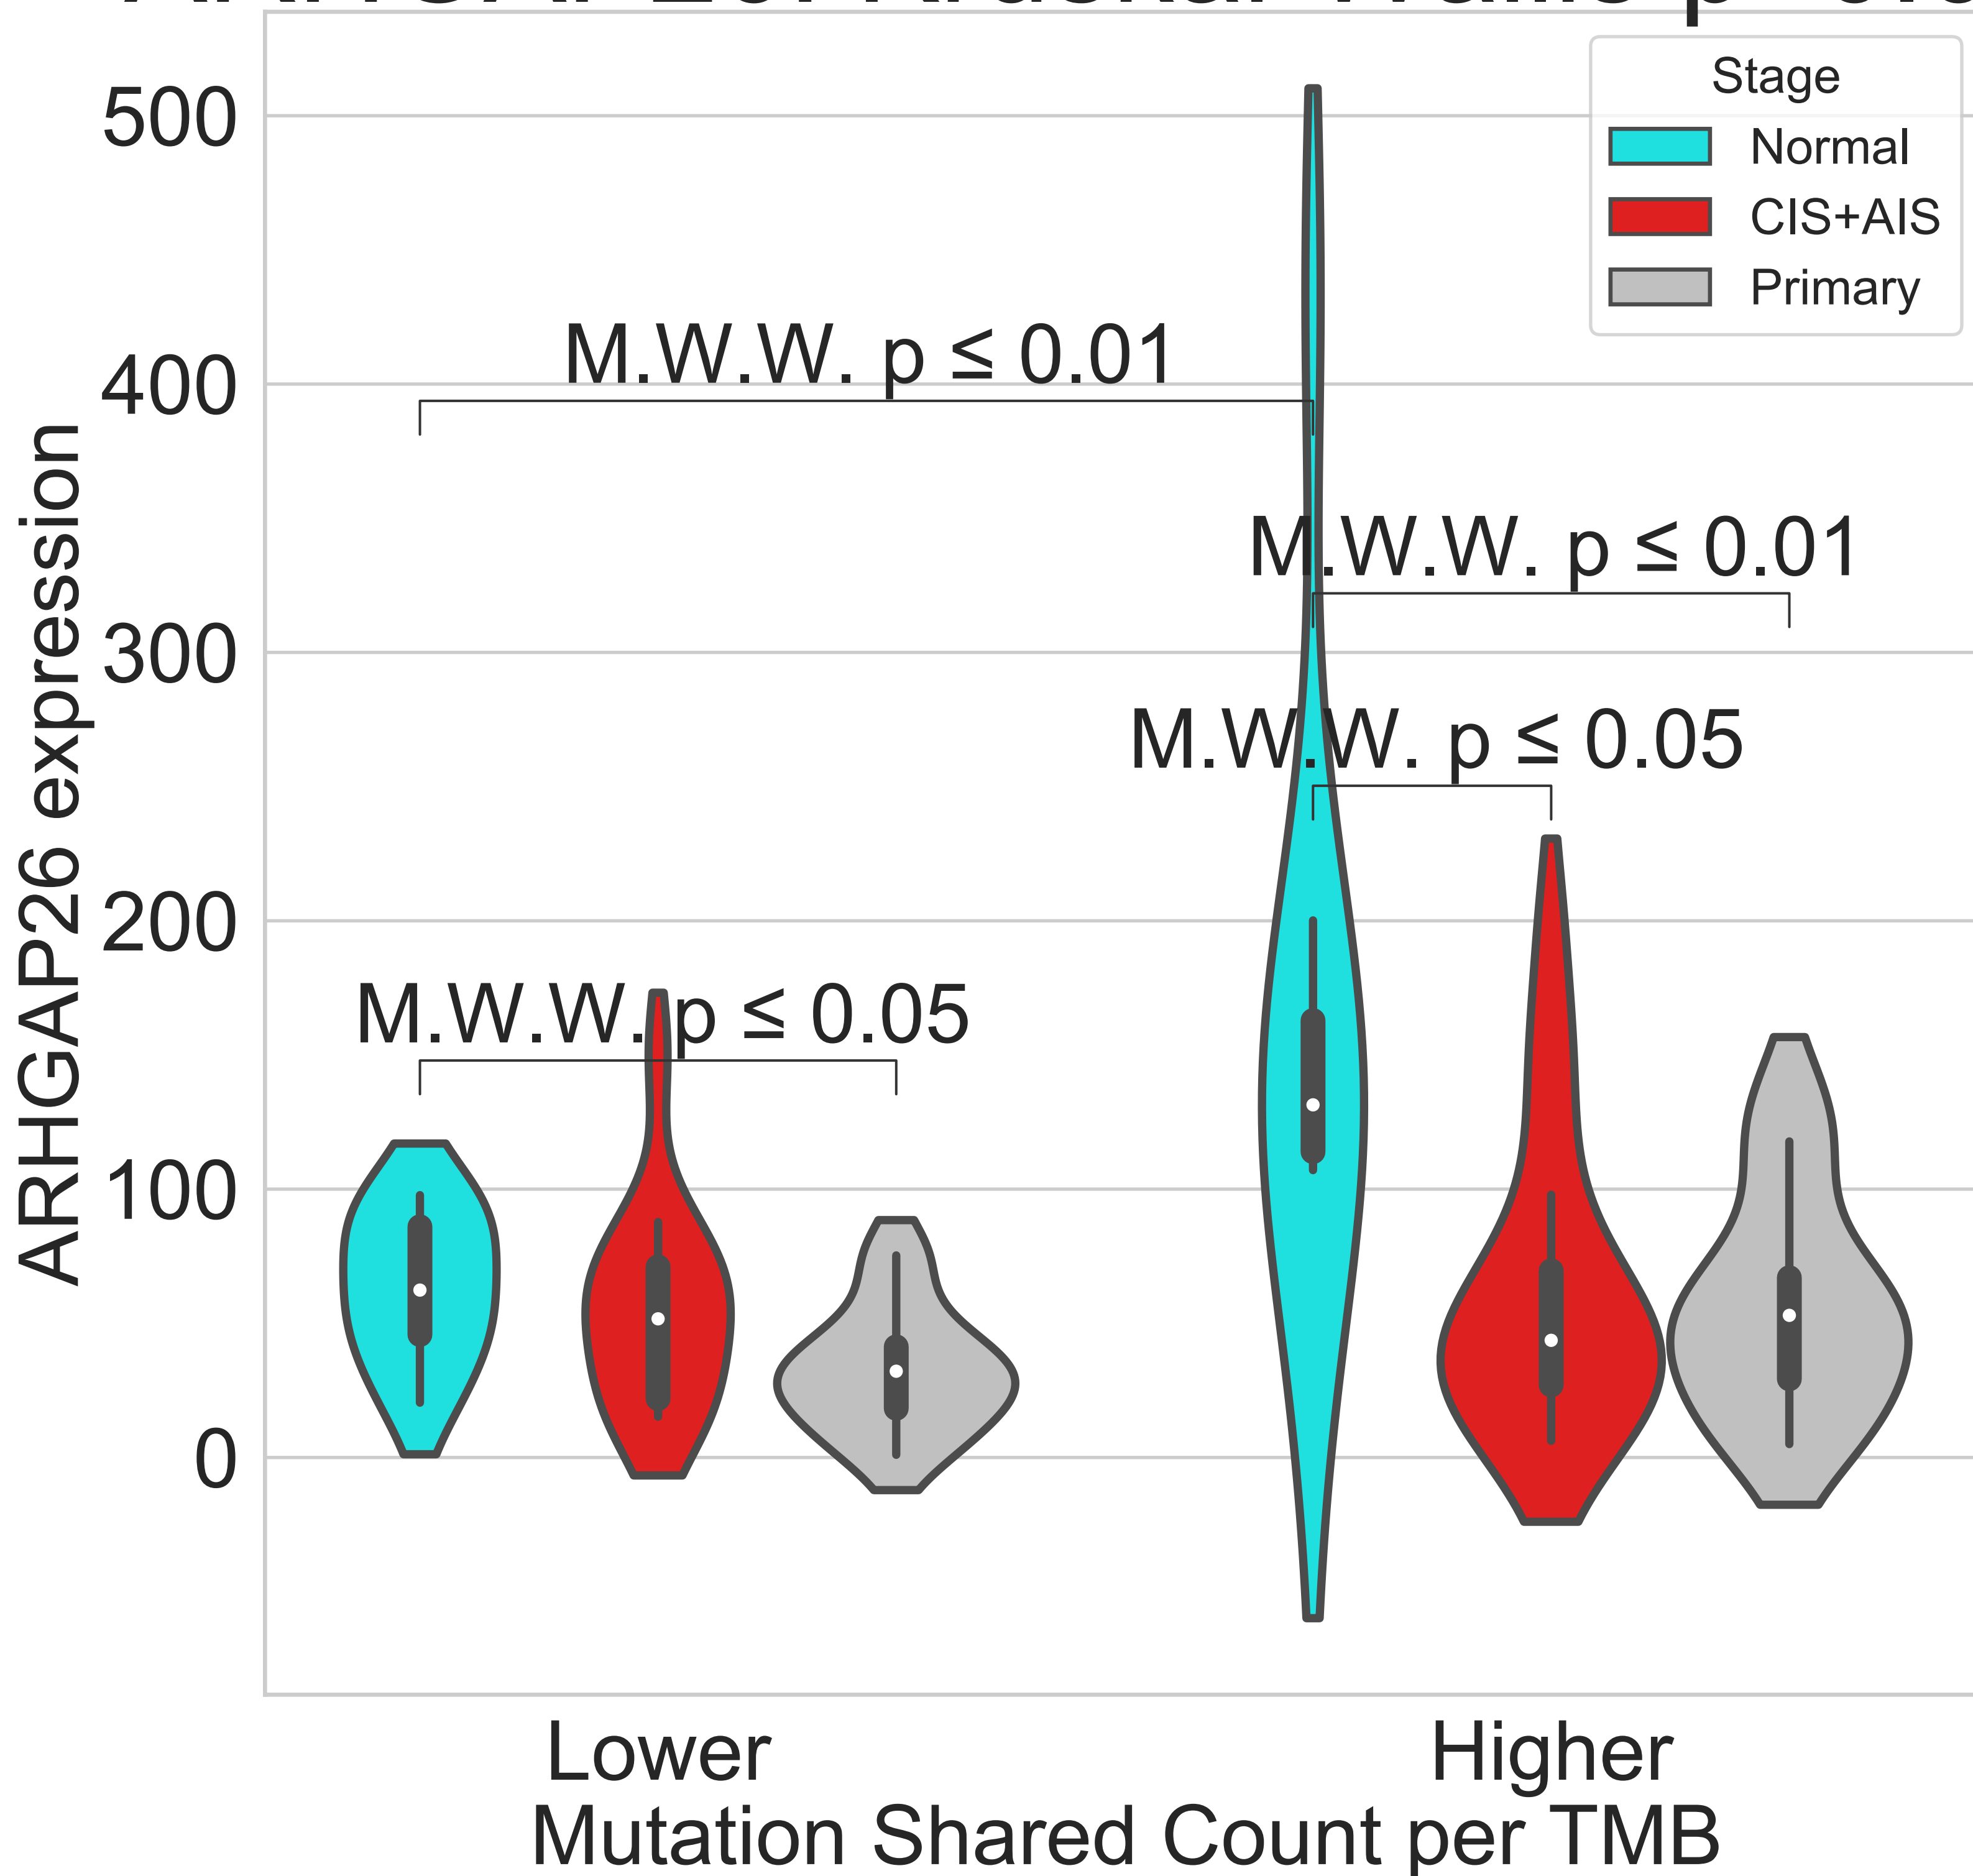 Stage
Normal
CIS+AIS
Primary
500
400
300
200
100
0
ARHGAP26 expression
M.W.W. p ≤ 0.01
M.W.W. p ≤ 0.01
M.W.W. p ≤ 0.05
M.W.W. p ≤ 0.05
Lower
Higher
Mutation Shared Count per TMB